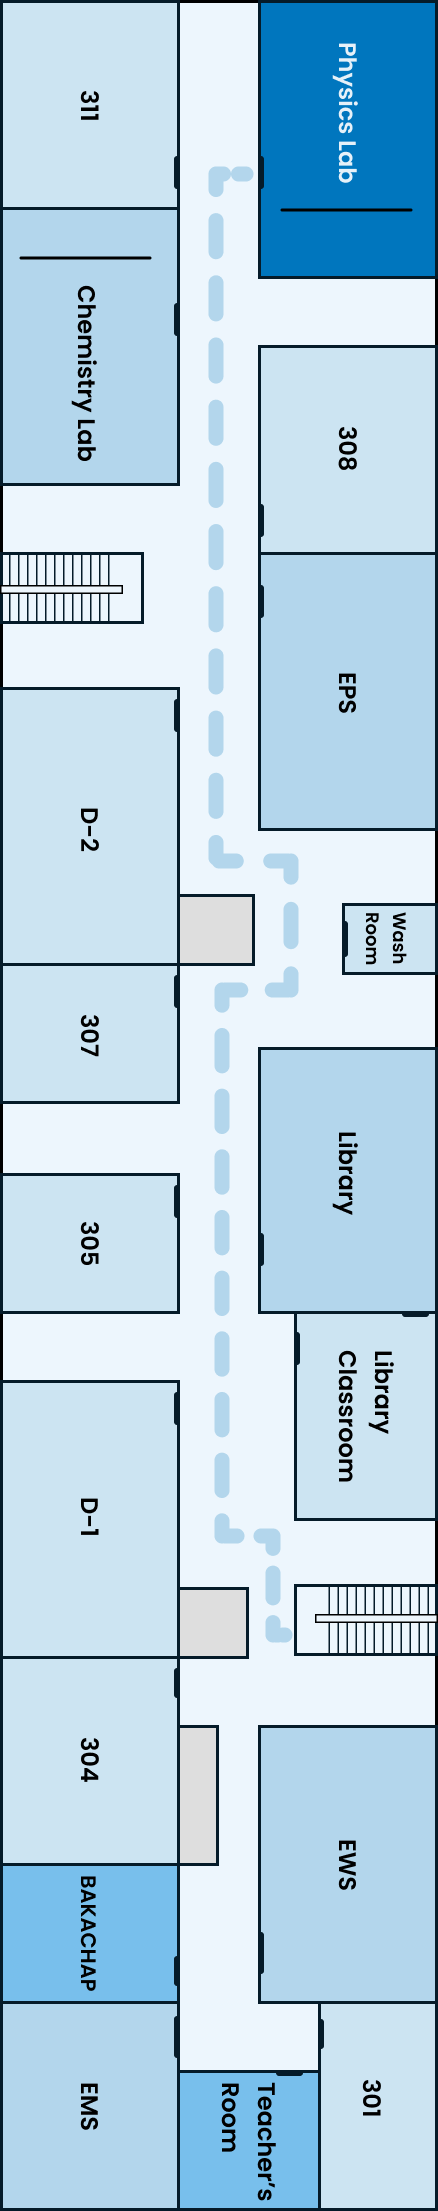 311
Physics Lab
Chemistry Lab
308
EPS
D-2
Wash
Room
307
Library
305
Library
Classroom
D-1
304
EWS
BAKACHAP
EMS
Teacher's
Room
301